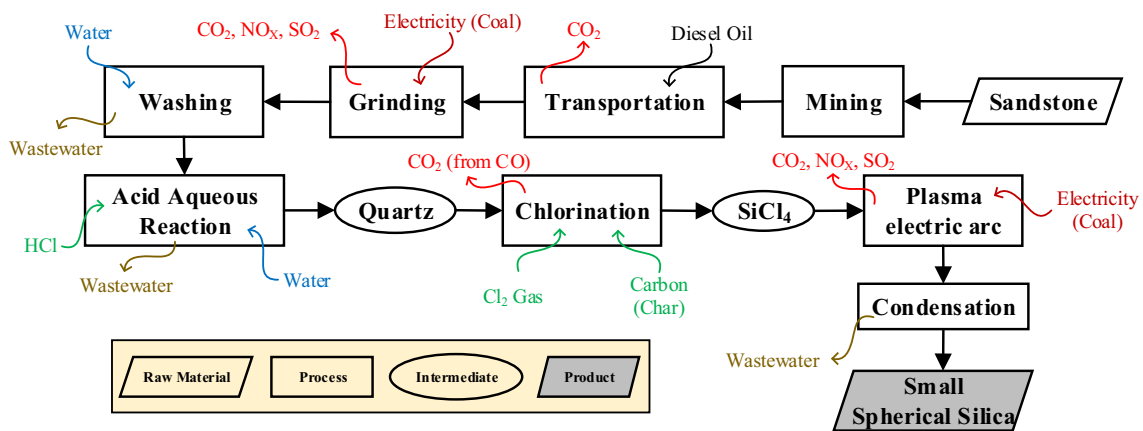 Water
CO2, NOX, SO2
Electricity (Coal)
CO2
Diesel Oil
Washing
Grinding
Transportation
Mining
Sandstone
Wastewater
CO2 (from CO)
CO2, NOX, SO2
Acid Aqueous
Reaction
Quartz
Chlorination
SiCl4
Plasma
electric arc
Electricity
(Coal)
HCl
Wastewater
Water
Cl2 Gas
Carbon
(Char)
Condensation
Wastewater
Raw Material
Process
Intermediate
Product
Small
Spherical Silica